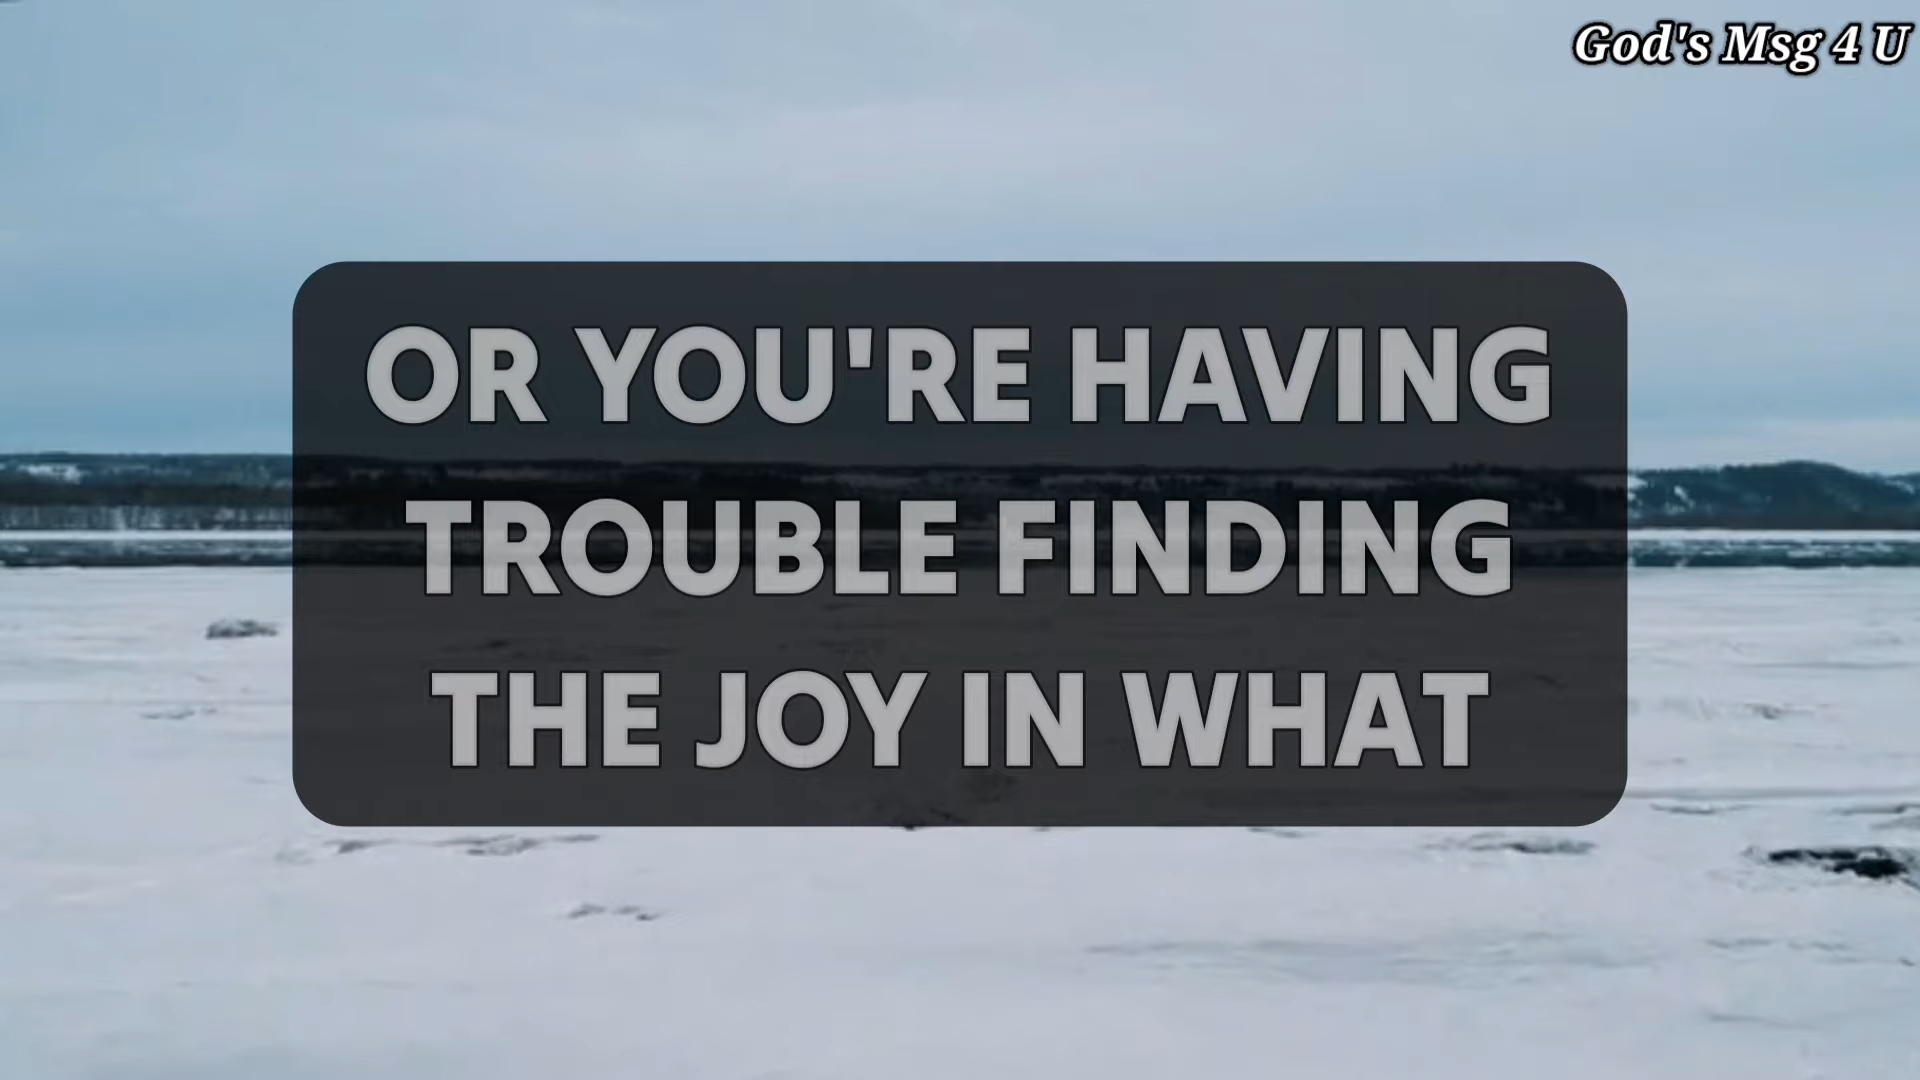 God's Msg 4 U
OR YOU'RE HAVING
TROUBLE FINDING
THE JOY IN WHAT